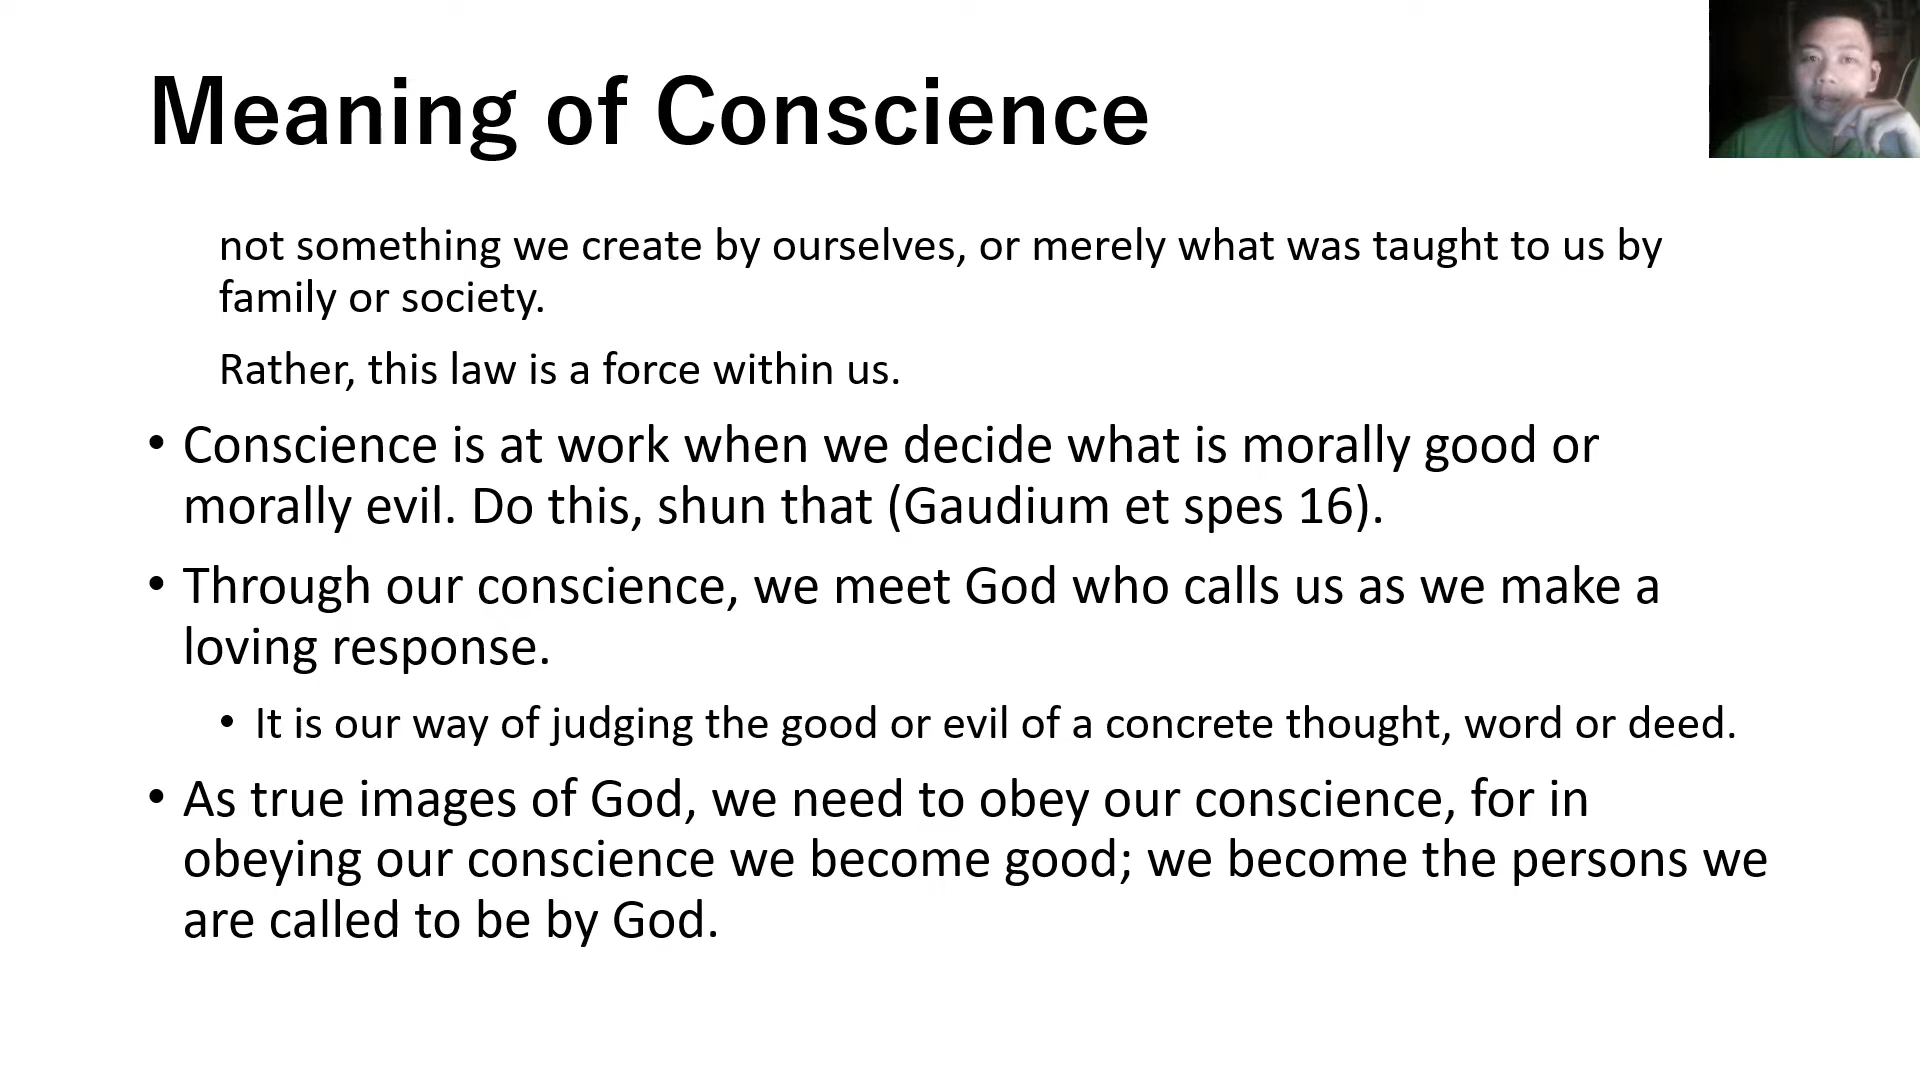 Meaning of Conscience
not something we create by ourselves, or merely what was taught to us by
family or society.
Rather, this law is a force within us.
• Conscience is at work when we decide what is morally good or
morally evil. Do this, shun that (Gaudium et spes 16).
• Through our conscience, we meet God who calls us as we make a
loving response.
• It is our way of judging the good or evil of a concrete thought, word or deed.
• As true images of God, we need to obey our conscience, for in
obeying our conscience we become good; we become the persons we
are called to be by God.